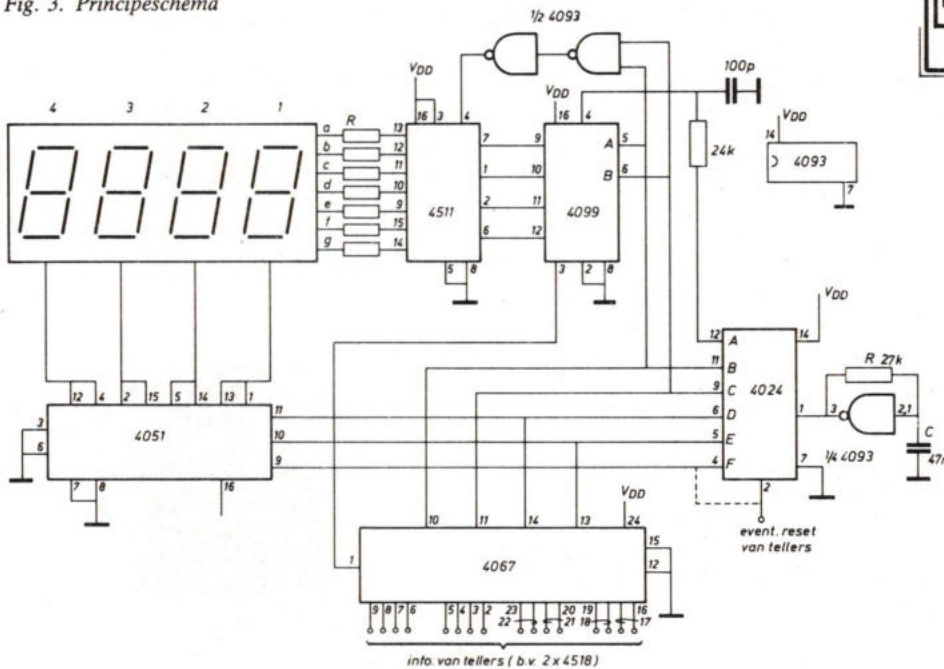 Fig. 3. Principeschema
½ 4093
100p
VDD
VDD
VDD
4 3 2 1
a R 13
b 12
c 11
d 10
e 9
f 15
g 14
16 3 4
4511
7 1 2 6
5 8
16 4
9 10 11 12
4099
A 5
B 6
3 2 8
24k
14
4093
7
VDD
12 A
11 B
9 C
6 D
5 E
4 F
4024
14
1
7
2
R 27k
3
2,1
C
47n
¼ 4093
event. reset
van tellers
12 4 2 15 5 14 13 1
3
6
4051
11
10
9
7 8
16
VDD
10 11 14 13 24
1
4067
15
12
9 8 7 6 5 4 3 2 23 22 21 20 19 18 17 16
info. van tellers (b.v. 2 x 4518)